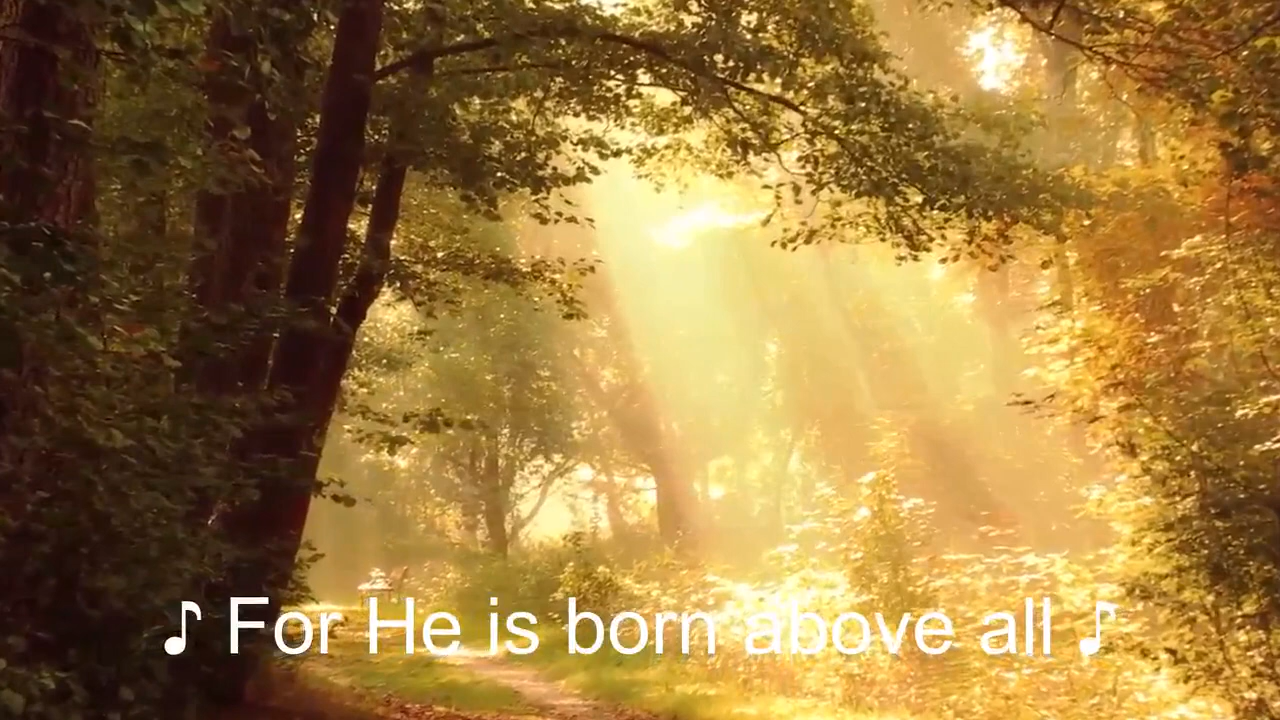 ♪ For He is born above all ♪